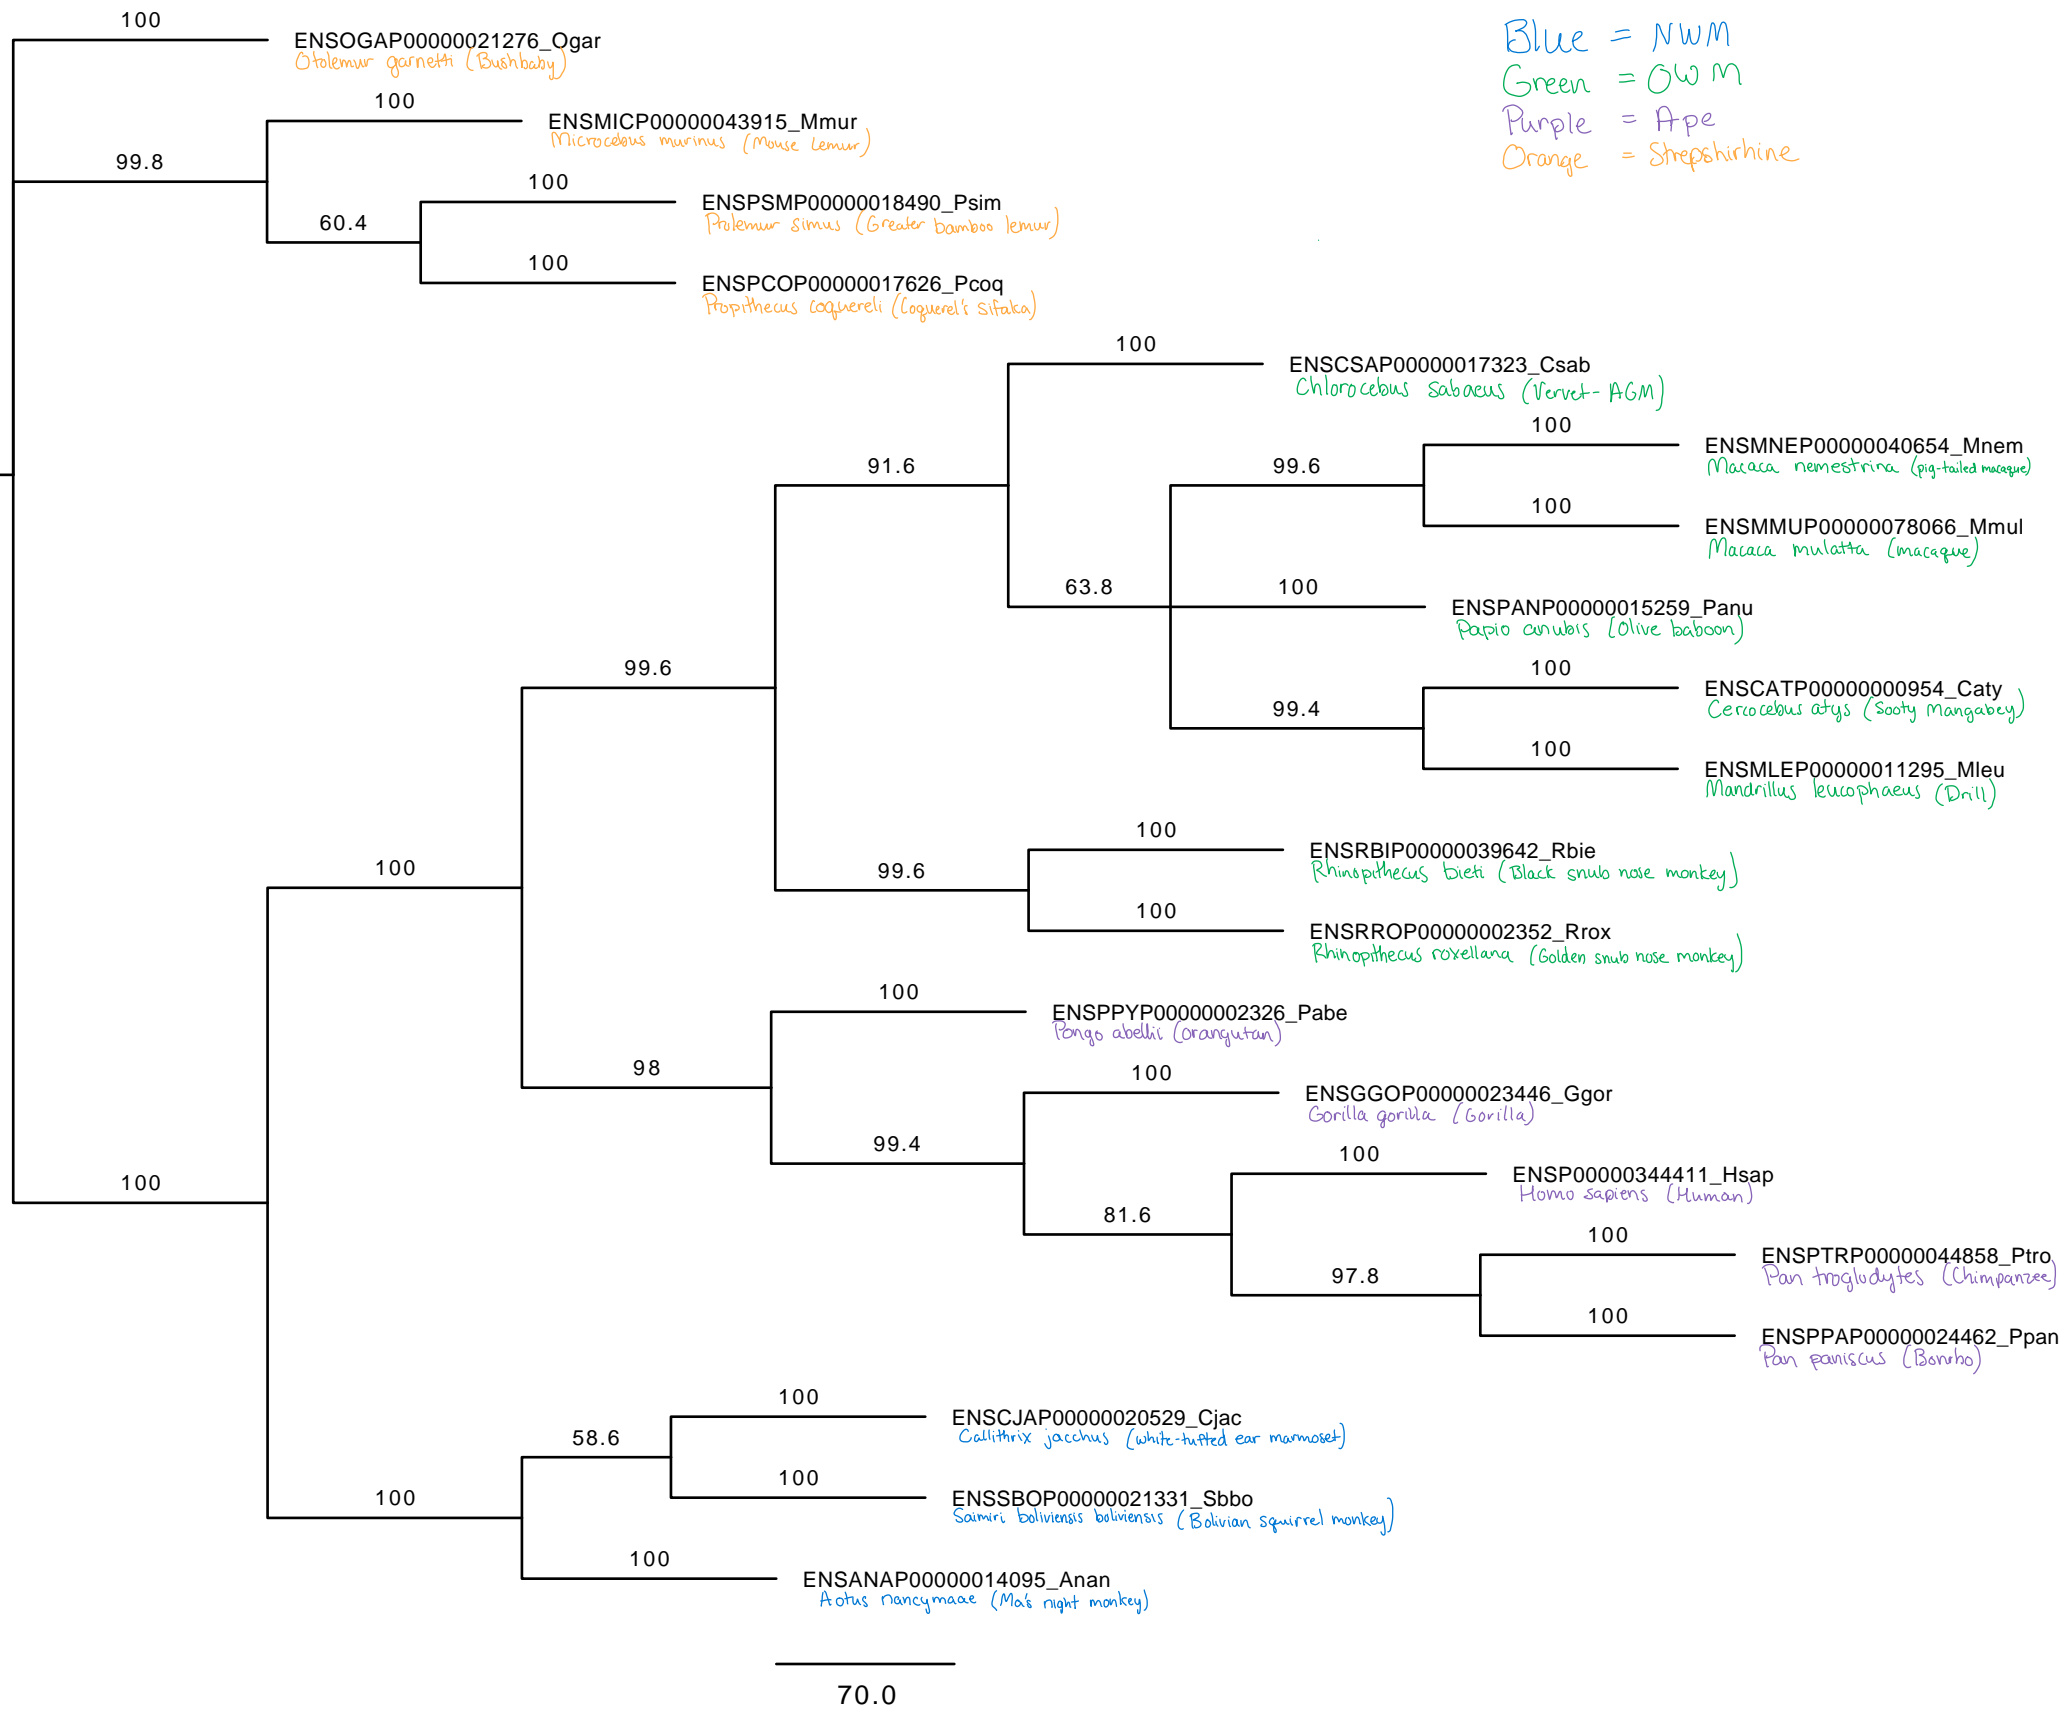 100
ENSOGAP00000021276_Ogar
Otolemur garnetti (Bushbaby)
Blue = NWM
Green = OWM
Purple = Ape
Orange = Strepshirhine
100
ENSMICP00000043915_Mmur
Microcebus murinus (Mouse Lemur)
99.8
100
ENSPSMP00000018490_Psim
Prolemur simus (Greater bamboo lemur)
60.4
100
ENSPCOP00000017626_Pcoq
Propithecus coquereli (Coquerel's sifaka)
100
ENSCSAP00000017323_Csab
Chlorocebus sabaeus (Vervet-AGM)
100
ENSMNEP00000040654_Mnem
Macaca nemestrina (pig-tailed macaque)
91.6
99.6
100
ENSMMUP00000078066_Mmul
Macaca mulatta (macaque)
63.8
100
ENSPANP00000015259_Panu
Papio anubis (Olive baboon)
99.6
100
ENSCATP00000000954_Caty
Cercocebus atys (Sooty Mangabey)
99.4
100
ENSMLEP00000011295_Mleu
Mandrillus leucophaeus (Drill)
100
ENSRBIP00000039642_Rbie
Rhinopithecus bieti (Black snub nose monkey)
100
99.6
100
ENSRROP00000002352_Rrox
Rhinopithecus roxellana (Golden snub nose monkey)
100
ENSPPYP00000002326_Pabe
Pongo abellii (orangutan)
98
100
ENSGGOP00000023446_Ggor
Gorilla gorilla (Gorilla)
99.4
100
ENSP00000344411_Hsap
Homo sapiens (Human)
100
81.6
100
ENSPTRP00000044858_Ptro
Pan troglodytes (Chimpanzee)
97.8
100
ENSPPAP00000024462_Ppan
Pan paniscus (Bonobo)
100
ENSCJAP00000020529_Cjac
Callithrix jacchus (white-tufted ear marmoset)
58.6
100
ENSSBOP00000021331_Sbbo
Saimiri boliviensis boliviensis (Bolivian squirrel monkey)
100
100
ENSANAP00000014095_Anan
Aotus nancymaae (Ma's night monkey)
70.0